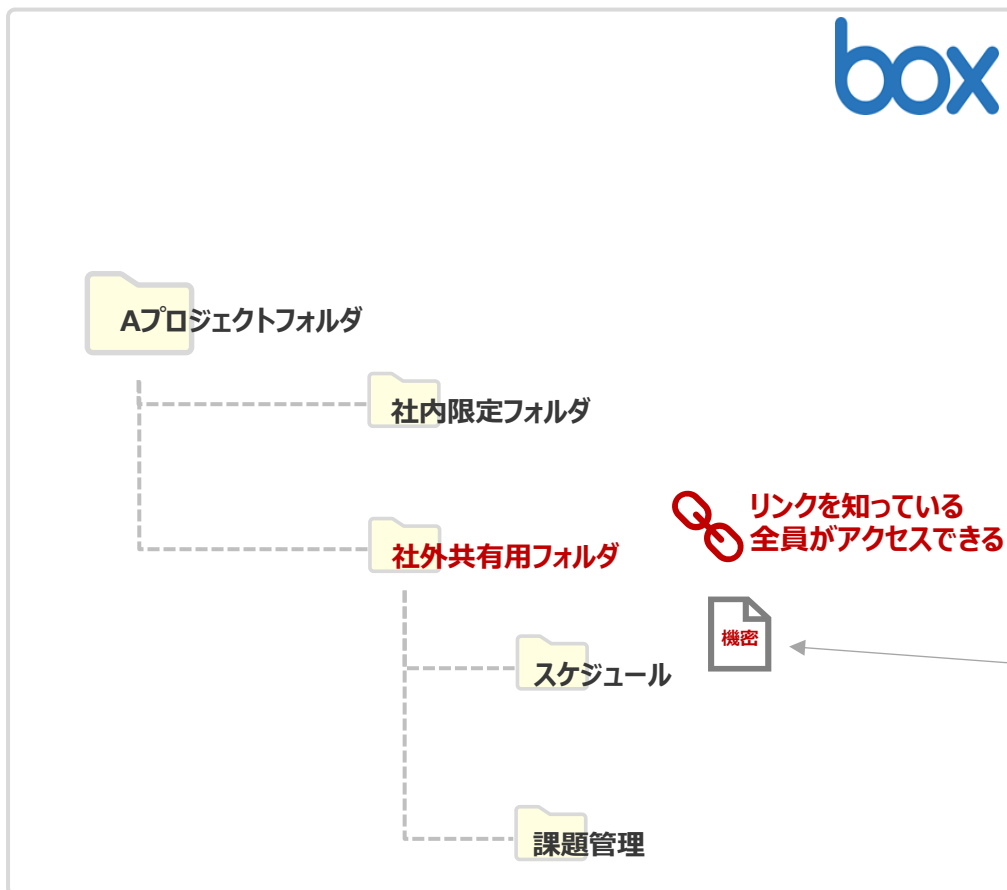 box
Aプロジェクトフォルダ
社内限定フォルダ
リンクを知っている
全員がアクセスできる
社外共有用フォルダ
機密
スケジュール
課題管理